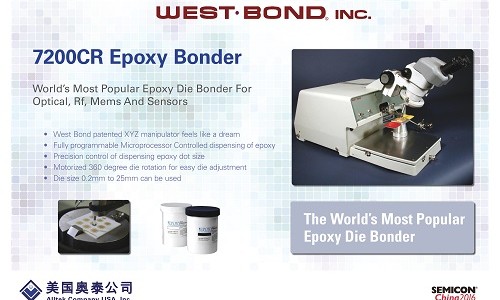 WEST·BOND® INC.
7200CR Epoxy Bonder
World's Most Popular Epoxy Die Bonder For
Optical, Rf, Mems And Sensors
• West Bond patented XYZ manipulator feels like a dream
• Fully programmable Microprocessor Controlled dispensing of epoxy
• Precision control of dispensing epoxy dot size
• Motorized 360 degree die rotation for easy die adjustment
• Die size 0.2mm to 25mm can be used
The World's Most Popular
Epoxy Die Bonder
美国奥泰公司
Alltek Company USA, Inc
SEMICON®
China2016